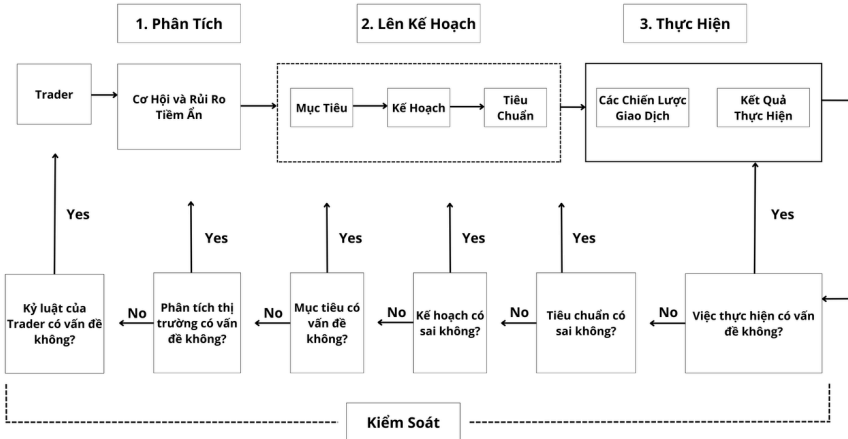 1. Phân Tích
2. Lên Kế Hoạch
3. Thực Hiện
Trader
Cơ Hội và Rủi Ro
Tiềm Ẩn
Mục Tiêu
Kế Hoạch
Tiêu
Chuẩn
Các Chiến Lược
Giao Dịch
Kết Quả
Thực Hiện
Yes
Yes
Yes
Yes
Yes
Yes
Kỷ luật của
Trader có vấn đề
không?
No
Phân tích thị
trường có vấn
đề không?
No
Mục tiêu có
vấn đề
không?
No
Kế hoạch có
sai không?
No
Tiêu chuẩn có
sai không?
No
Việc thực hiện có vấn
đề không?
Kiểm Soát